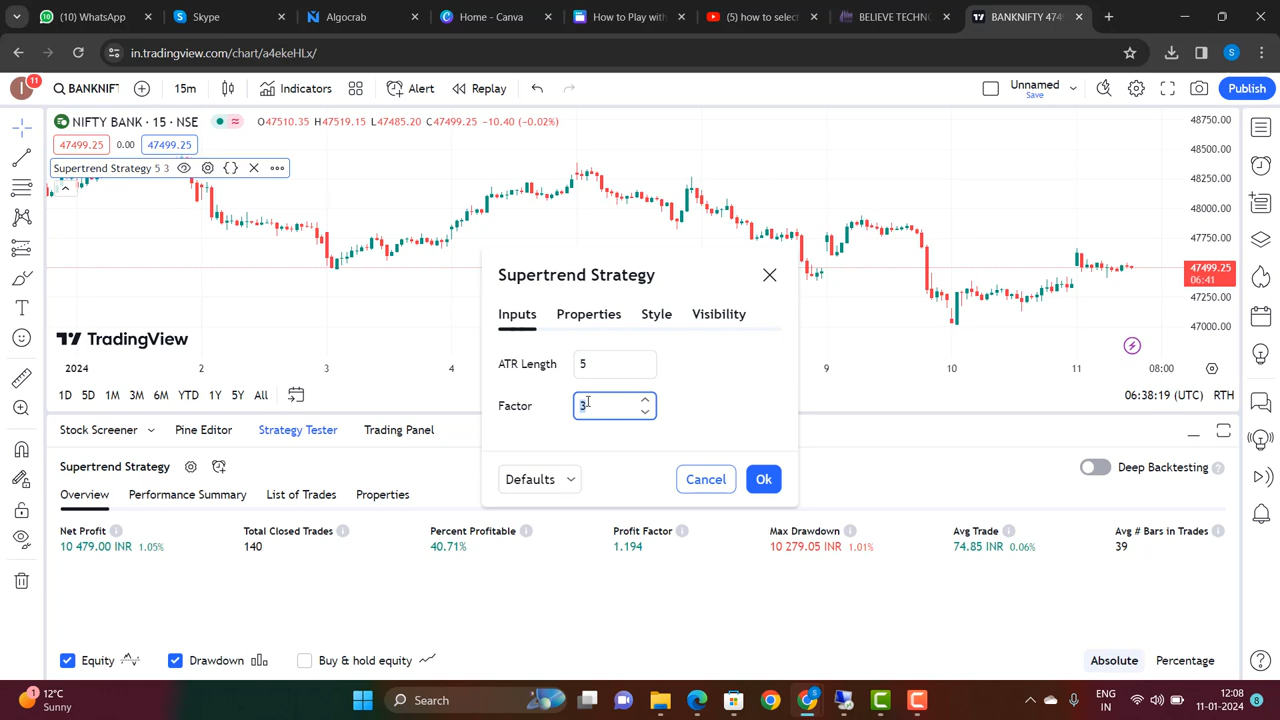 (10) WhatsApp
Skype
Algocrab
Home - Canva
How to Play with
(5) how to select
BELIEVE TECHN
BANKNIFTY 474
in.tradingview.com/chart/a4ekeHLx/
S
I
11
BANKNIFT
15m
Indicators
Alert
Replay
Unnamed
Save
Publish
NIFTY BANK · 15 · NSE
O47510.35 H47519.15 L47485.20 C47499.25 −10.40 (−0.02%)
47499.25
0.00
47499.25
Supertrend Strategy 5 3
48750.00
48500.00
48250.00
48000.00
47750.00
47499.25
06:41
47250.00
47000.00
Supertrend Strategy
Inputs
Properties
Style
Visibility
ATR Length
5
Factor
3
Defaults
Cancel
Ok
TradingView
2024
2
3
4
9
10
11
08:00
1D
5D
1M
3M
6M
YTD
1Y
5Y
All
06:38:19 (UTC)
RTH
Stock Screener
Pine Editor
Strategy Tester
Trading Panel
Supertrend Strategy
Deep Backtesting
Overview
Performance Summary
List of Trades
Properties
Net Profit
Total Closed Trades
Percent Profitable
Profit Factor
Max Drawdown
Avg Trade
Avg # Bars in Trades
10 479.00 INR 1.05%
140
40.71%
1.194
10 279.05 INR 1.01%
74.85 INR 0.06%
39
Equity
Drawdown
Buy & hold equity
Absolute
Percentage
1
12°C
Sunny
Search
ENG
IN
12:08
11-01-2024
8